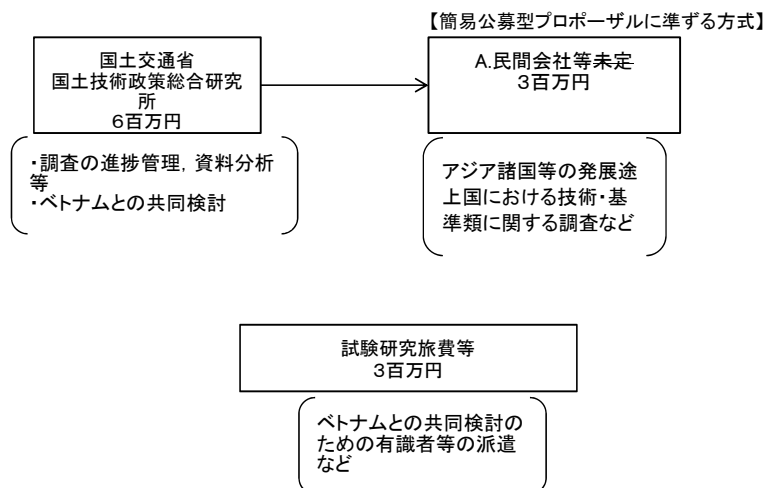 【簡易公募型プロポーザルに準ずる方式】
国土交通省
国土技術政策総合研究
所
6百万円
A.民間会社等未定
3百万円
・調査の進捗管理，資料分析
等
・ベトナムとの共同検討
アジア諸国等の発展途
上国における技術・基
準類に関する調査など
試験研究旅費等
3百万円
ベトナムとの共同検討の
ための有識者等の派遣
など